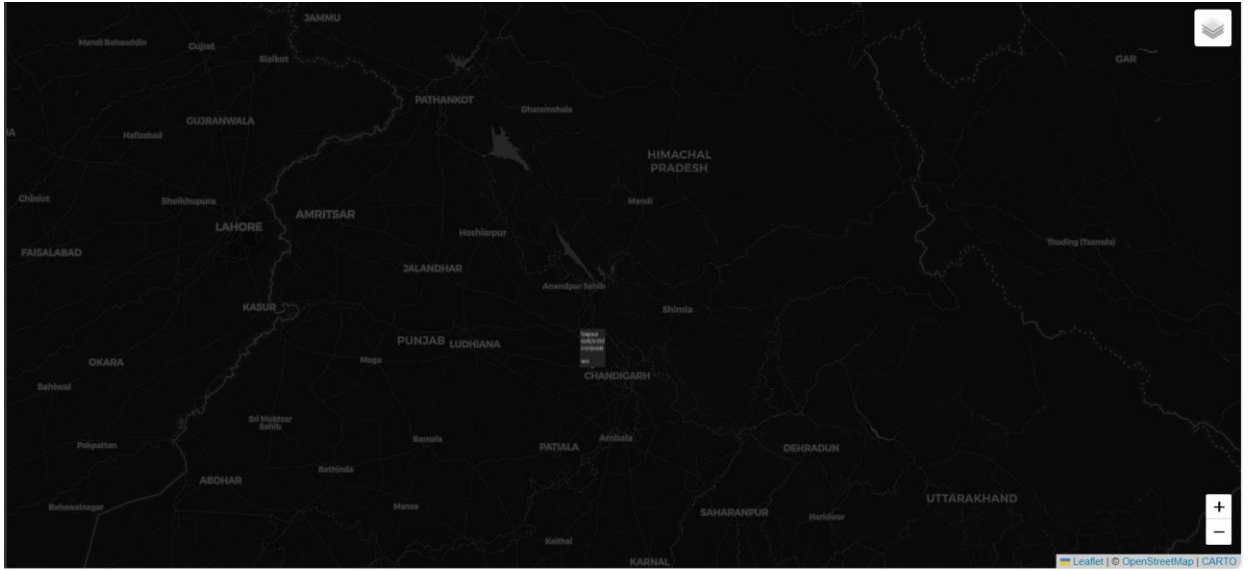 JAMMU
Mandi Bahauddin
Gujrat
Sialkot
GAR
PATHANKOT
Dharamshala
GUJRANWALA
Hafizabad
HIMACHAL
PRADESH
Chiniot
Sheikhupura
Mandi
LAHORE
AMRITSAR
Hoshiarpur
Thoding (Tsamda)
FAISALABAD
JALANDHAR
Anandpur Sahib
KASUR
Shimla
PUNJAB
LUDHIANA
OKARA
Moga
CHANDIGARH
Sahiwal
Sri Muktsar
Sahib
Pakpattan
Barnala
PATIALA
Ambala
DEHRADUN
Bathinda
ABOHAR
UTTARAKHAND
Bahawalnagar
Mansa
SAHARANPUR
Haridwar
+
−
Kaithal
KARNAL
Leaflet | © OpenStreetMap | CARTO